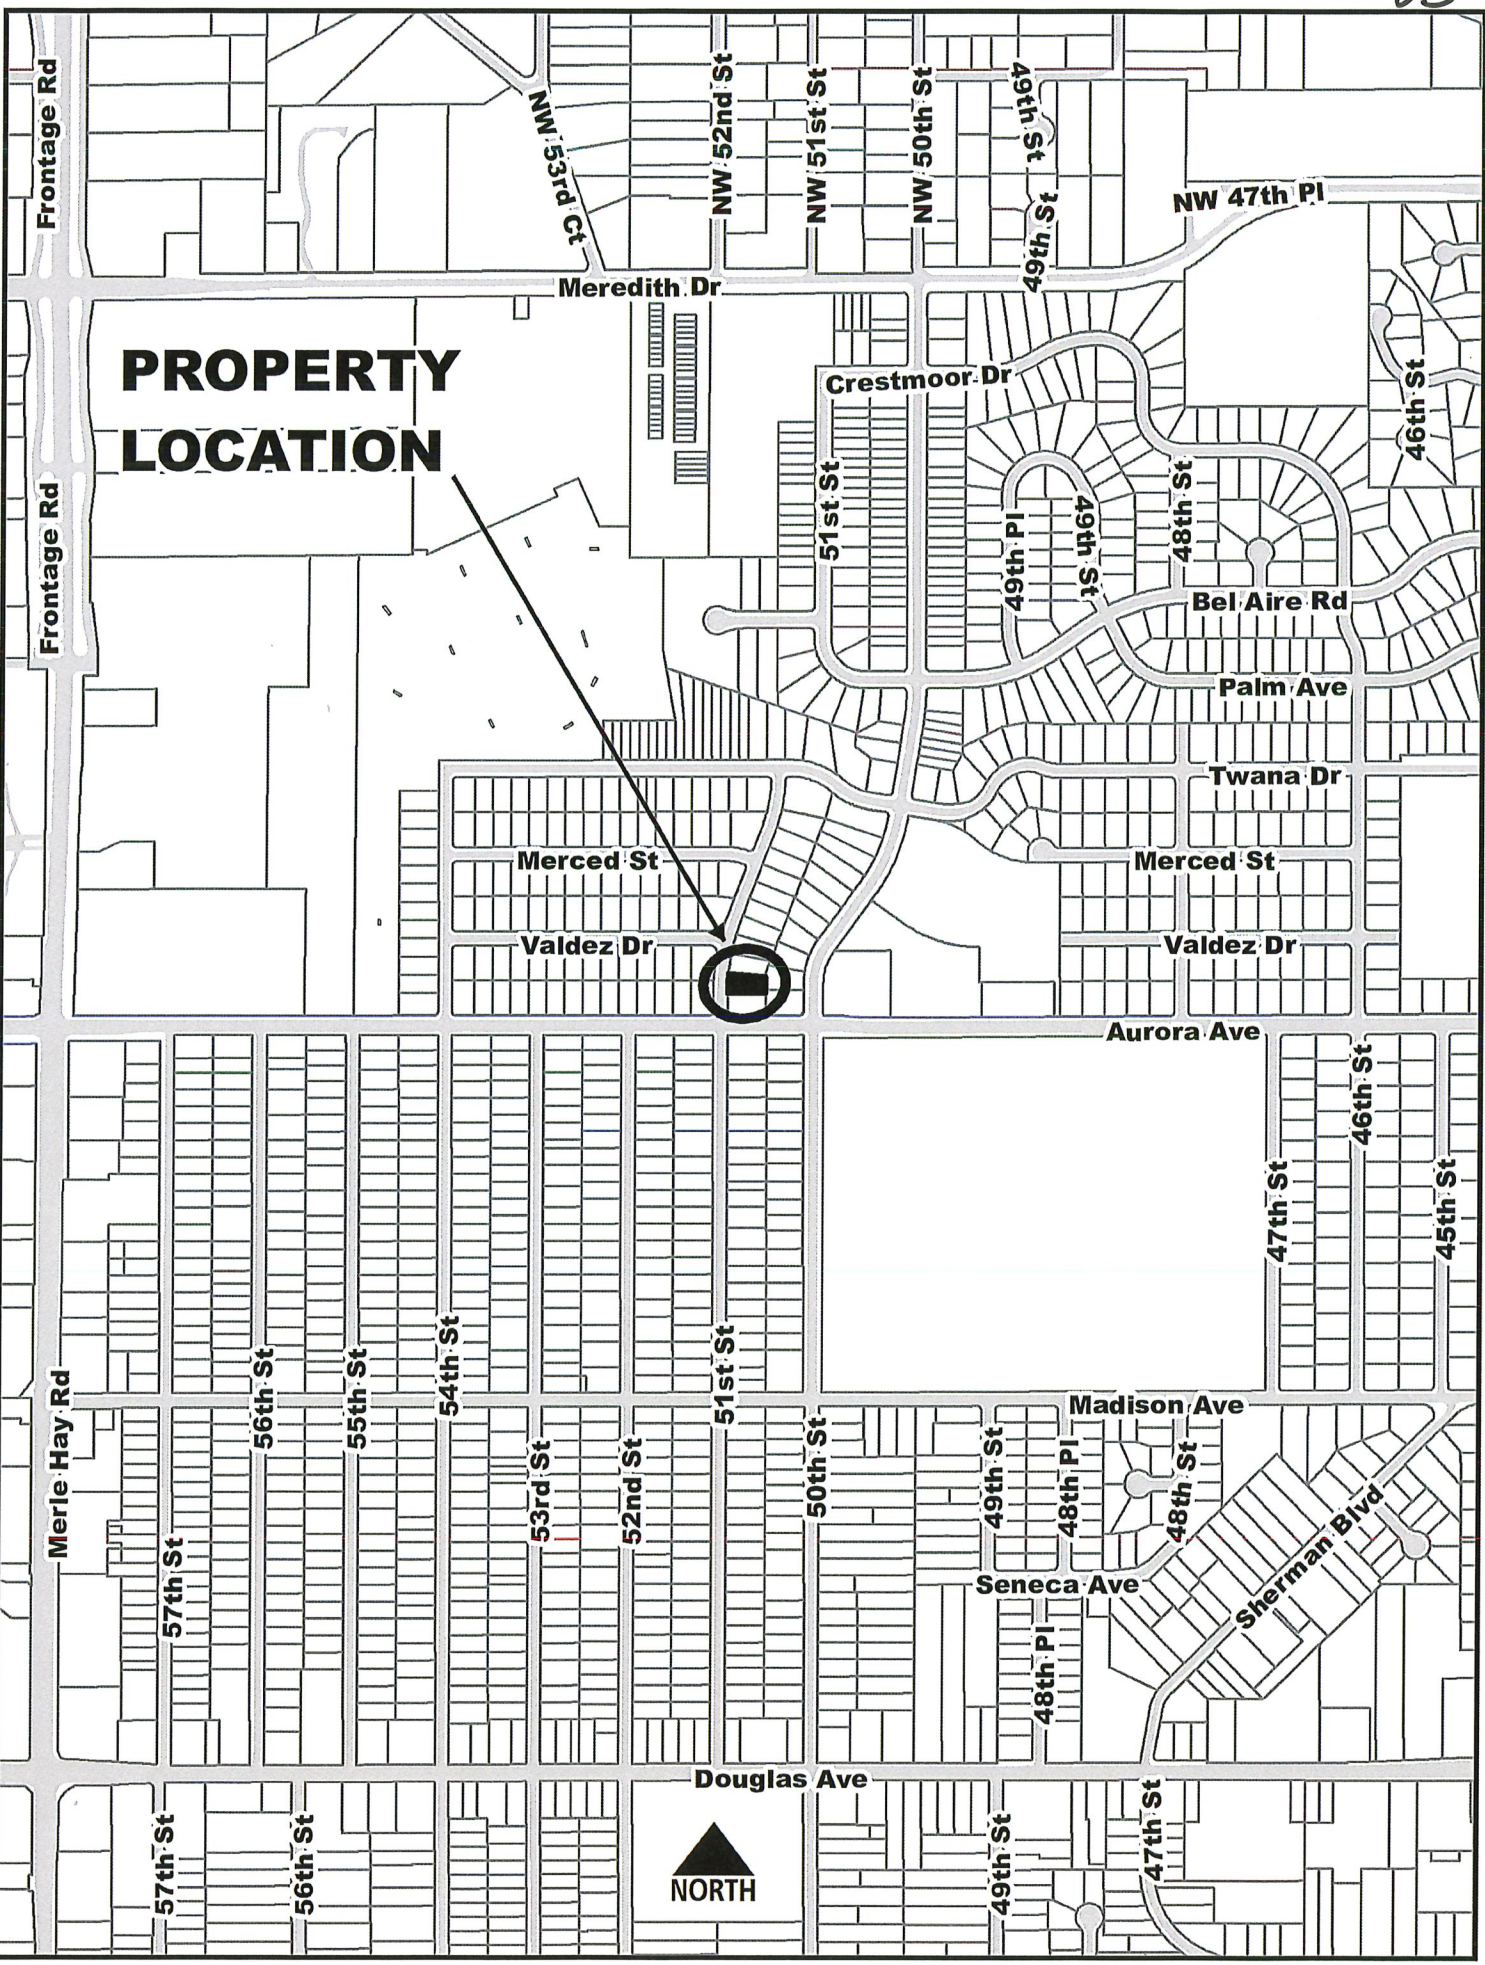 Frontage Rd
NW 53rd Ct
NW 52nd St
NW 51st St
NW 50th St
49th St
49th St
NW 47th Pl
Meredith Dr
PROPERTY
LOCATION
Crestmoor Dr
46th St
Frontage Rd
51st St
49th Pl
49th St
48th St
Bel Aire Rd
Palm Ave
Twana Dr
Merced St
Merced St
Valdez Dr
Valdez Dr
Aurora Ave
46th St
47th St
45th St
Merle Hay Rd
56th St
55th St
54th St
51st St
Madison Ave
57th St
53rd St
52nd St
50th St
49th St
48th Pl
48th St
Sherman Blvd
Seneca Ave
48th Pl
Douglas Ave
57th St
56th St
NORTH
49th St
47th St